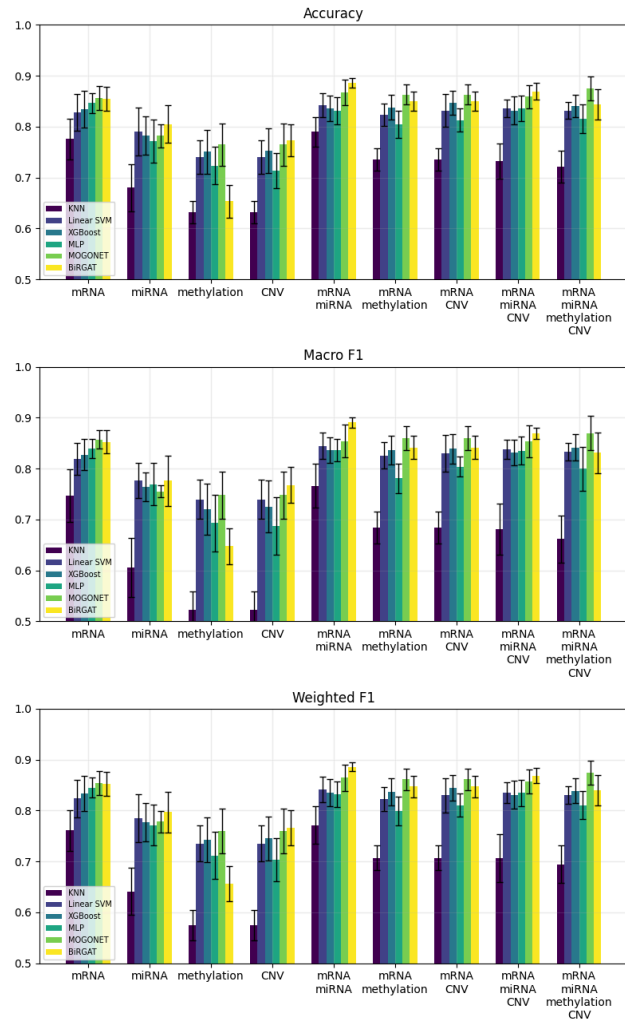 Accuracy
1.0
0.9
0.8
0.7
0.6
0.5
KNN
Linear SVM
XGBoost
MLP
MOGONET
BiRGAT
mRNA
miRNA
methylation
CNV
mRNA
miRNA
mRNA
methylation
mRNA
CNV
mRNA
miRNA
CNV
mRNA
miRNA
methylation
CNV
Macro F1
1.0
0.9
0.8
0.7
0.6
0.5
KNN
Linear SVM
XGBoost
MLP
MOGONET
BiRGAT
mRNA
miRNA
methylation
CNV
mRNA
miRNA
mRNA
methylation
mRNA
CNV
mRNA
miRNA
CNV
mRNA
miRNA
methylation
CNV
Weighted F1
1.0
0.9
0.8
0.7
0.6
0.5
KNN
Linear SVM
XGBoost
MLP
MOGONET
BiRGAT
mRNA
miRNA
methylation
CNV
mRNA
miRNA
mRNA
methylation
mRNA
CNV
mRNA
miRNA
CNV
mRNA
miRNA
methylation
CNV